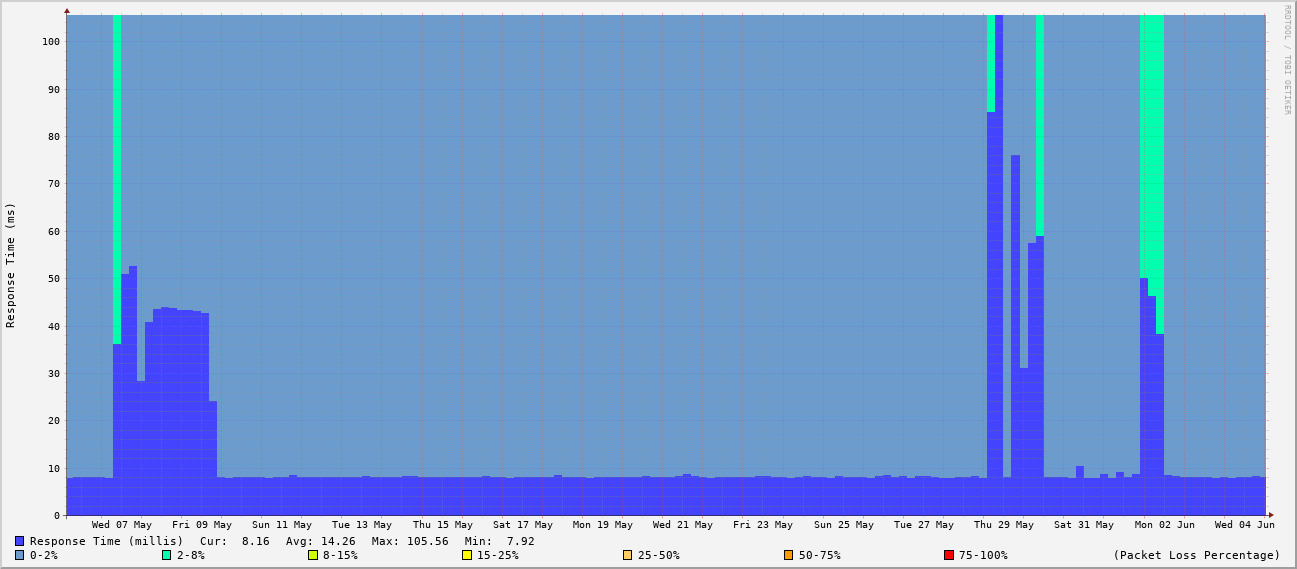 RRDTOOL / TOBI OETIKER
Response Time (ms)
100
90
80
70
60
50
40
30
20
10
0
Wed 07 May Fri 09 May Sun 11 May Tue 13 May Thu 15 May Sat 17 May Mon 19 May Wed 21 May Fri 23 May Sun 25 May Tue 27 May Thu 29 May Sat 31 May Mon 02 Jun Wed 04 Jun
Response Time (millis) Cur: 8.16 Avg: 14.26 Max: 105.56 Min: 7.92
0-2% 2-8% 8-15% 15-25% 25-50% 50-75% 75-100% (Packet Loss Percentage)